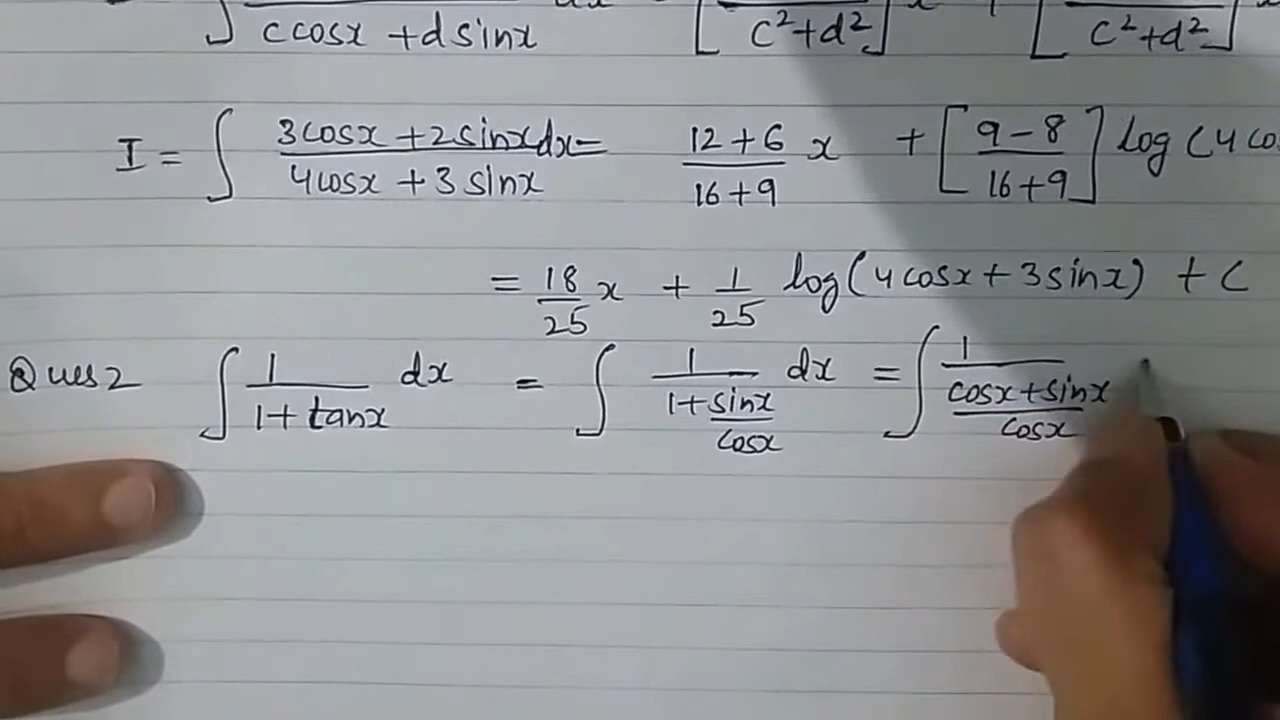 ∫ / (c cosx + d sinx) [ / (c²+d²)] x + [ / (c²+d²)]
I = ∫ (3cosx + 2sinx)/(4cosx + 3sinx) dx = (12+6)/(16+9) x + [(9-8)/(16+9)] log(4co
= 18/25 x + 1/25 log(4cosx + 3sinx) + C
Ques 2 ∫ 1/(1+tanx) dx = ∫ 1/(1+sinx/cosx) dx = ∫ 1/((cosx+sinx)/cosx)